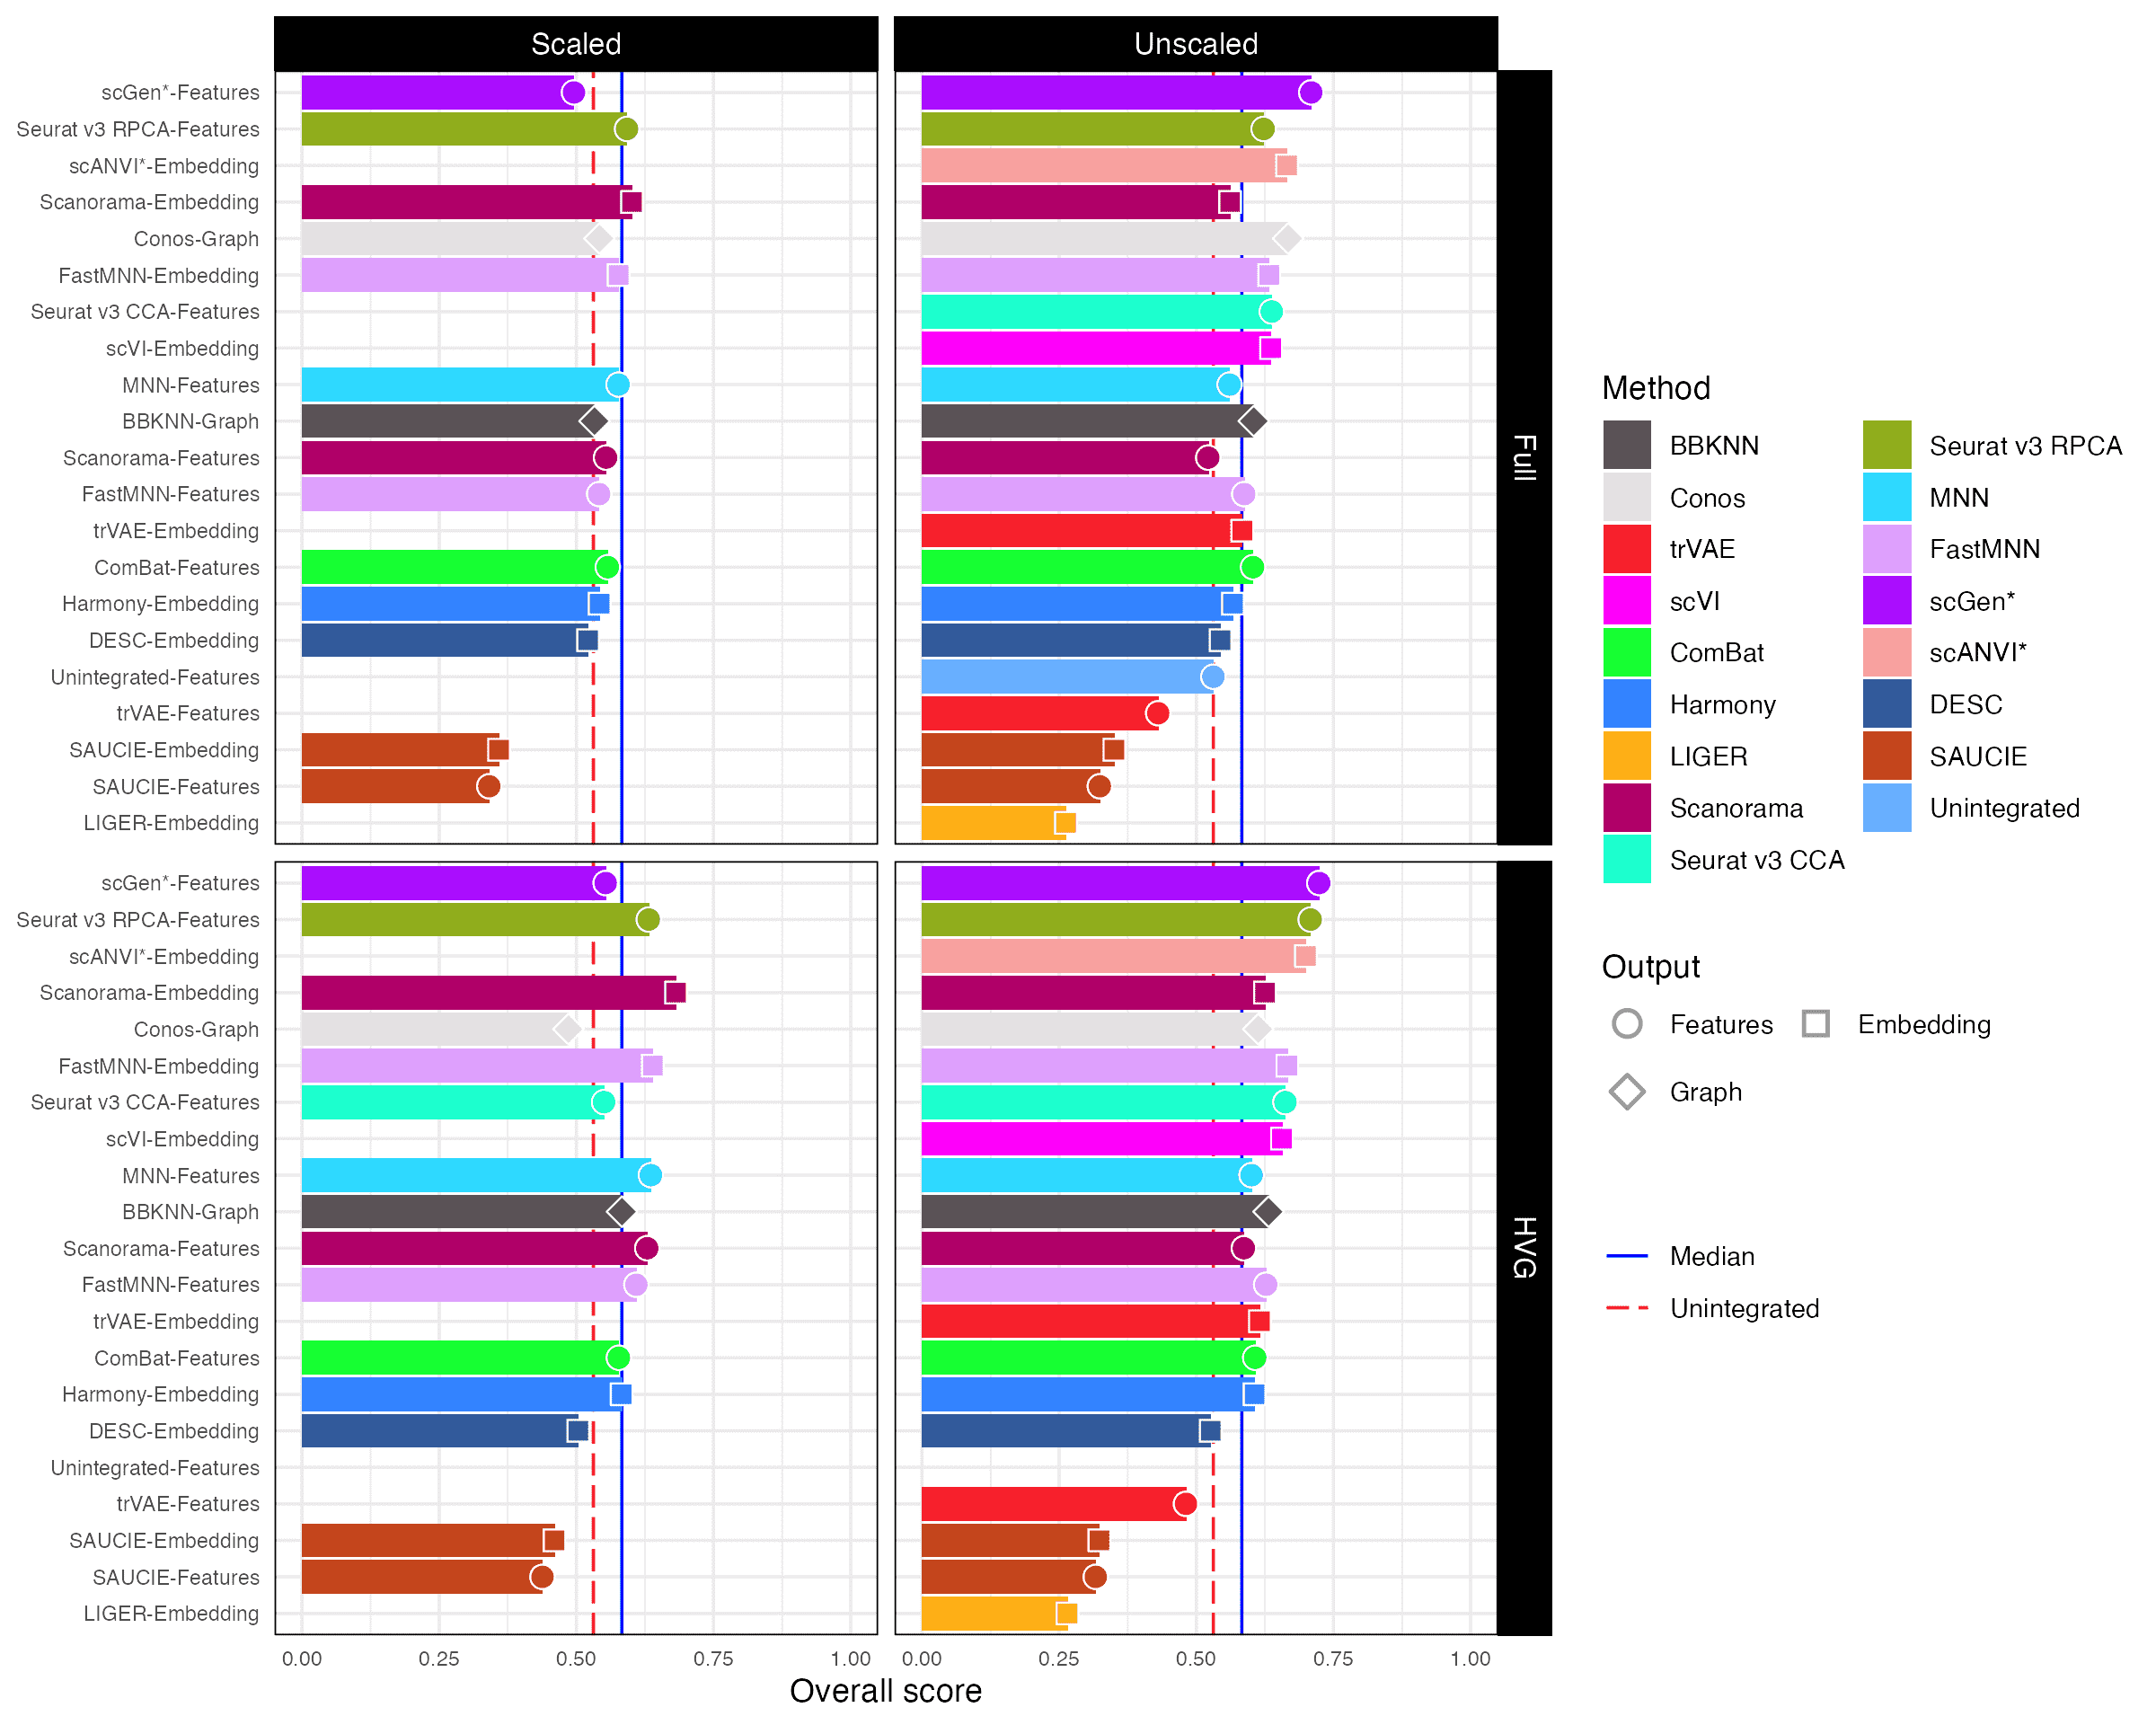 Scaled
Unscaled
scGen*-Features
Seurat v3 RPCA-Features
scANVI*-Embedding
Scanorama-Embedding
Conos-Graph
FastMNN-Embedding
Seurat v3 CCA-Features
scVI-Embedding
MNN-Features
BBKNN-Graph
Scanorama-Features
FastMNN-Features
trVAE-Embedding
ComBat-Features
Harmony-Embedding
DESC-Embedding
Unintegrated-Features
trVAE-Features
SAUCIE-Embedding
SAUCIE-Features
LIGER-Embedding
Full
scGen*-Features
Seurat v3 RPCA-Features
scANVI*-Embedding
Scanorama-Embedding
Conos-Graph
FastMNN-Embedding
Seurat v3 CCA-Features
scVI-Embedding
MNN-Features
BBKNN-Graph
Scanorama-Features
FastMNN-Features
trVAE-Embedding
ComBat-Features
Harmony-Embedding
DESC-Embedding
Unintegrated-Features
trVAE-Features
SAUCIE-Embedding
SAUCIE-Features
LIGER-Embedding
HVG
0.00 0.25 0.50 0.75 1.00
0.00 0.25 0.50 0.75 1.00
Overall score
Method
BBKNN
Conos
trVAE
scVI
ComBat
Harmony
LIGER
Scanorama
Seurat v3 CCA
Seurat v3 RPCA
MNN
FastMNN
scGen*
scANVI*
DESC
SAUCIE
Unintegrated
Output
Features
Embedding
Graph
Median
Unintegrated